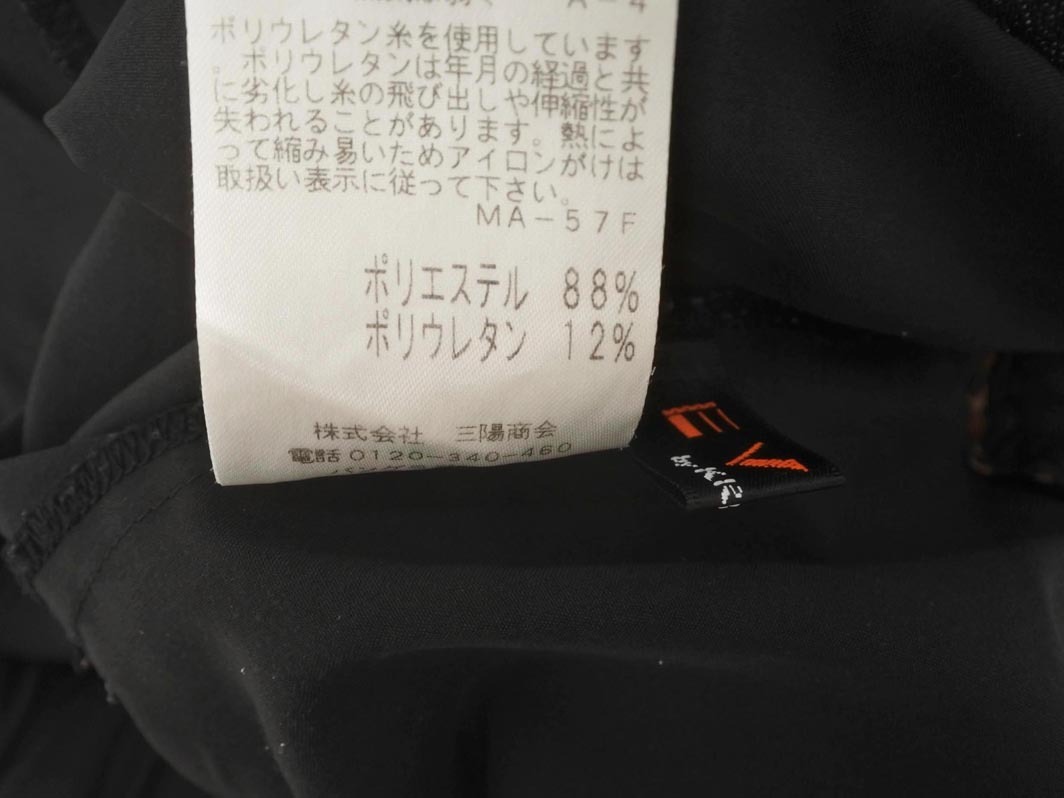 A-4
ポリウレタン糸を使用しています
。ポリウレタンは年月の経過と共
に劣化し糸の飛び出しや伸縮性が
失われることがあります。熱によ
って縮み易いためアイロンがけは
取扱い表示に従って下さい。
MA-57F
ポリエステル 88%
ポリウレタン 12%
株式会社 三陽商会
電話0120-340-460